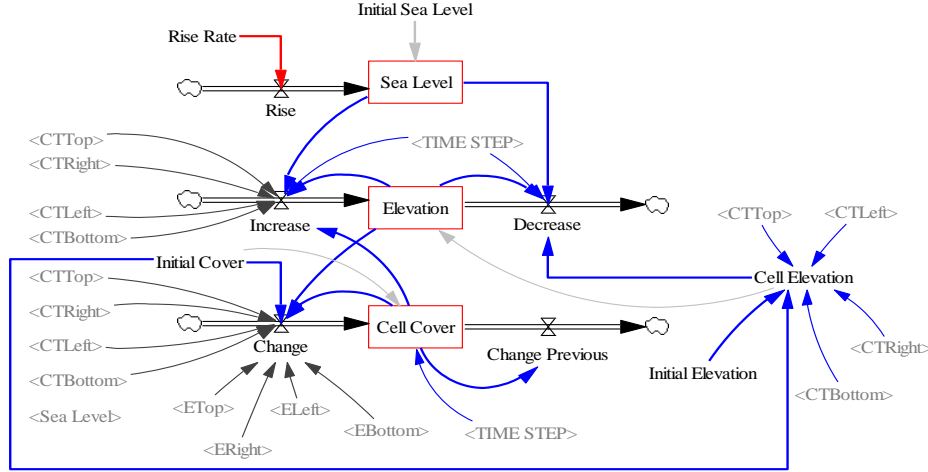 Initial Sea Level
Rise Rate
Sea Level
Rise
<CTTop>
<CTRight>
<TIME STEP>
<CTLeft>
<CTBottom>
Increase
Elevation
Decrease
<CTTop>
<CTLeft>
Initial Cover
Cell Elevation
<CTTop>
<CTRight>
<CTLeft>
<CTBottom>
Change
Cell Cover
Change Previous
<CTRight>
Initial Elevation
<CTBottom>
<Sea Level>
<ETop>
<ELeft>
<ERight>
<EBottom>
<TIME STEP>